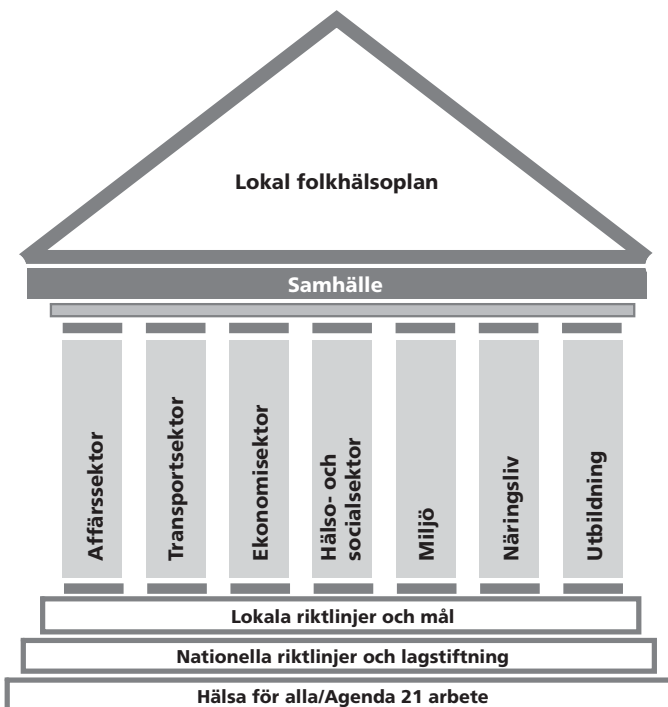 Lokal folkhälsoplan
Samhälle
Affärssektor
Transportsektor
Ekonomisektor
Hälso- och
socialsektor
Miljö
Näringsliv
Utbildning
Lokala riktlinjer och mål
Nationella riktlinjer och lagstiftning
Hälsa för alla/Agenda 21 arbete